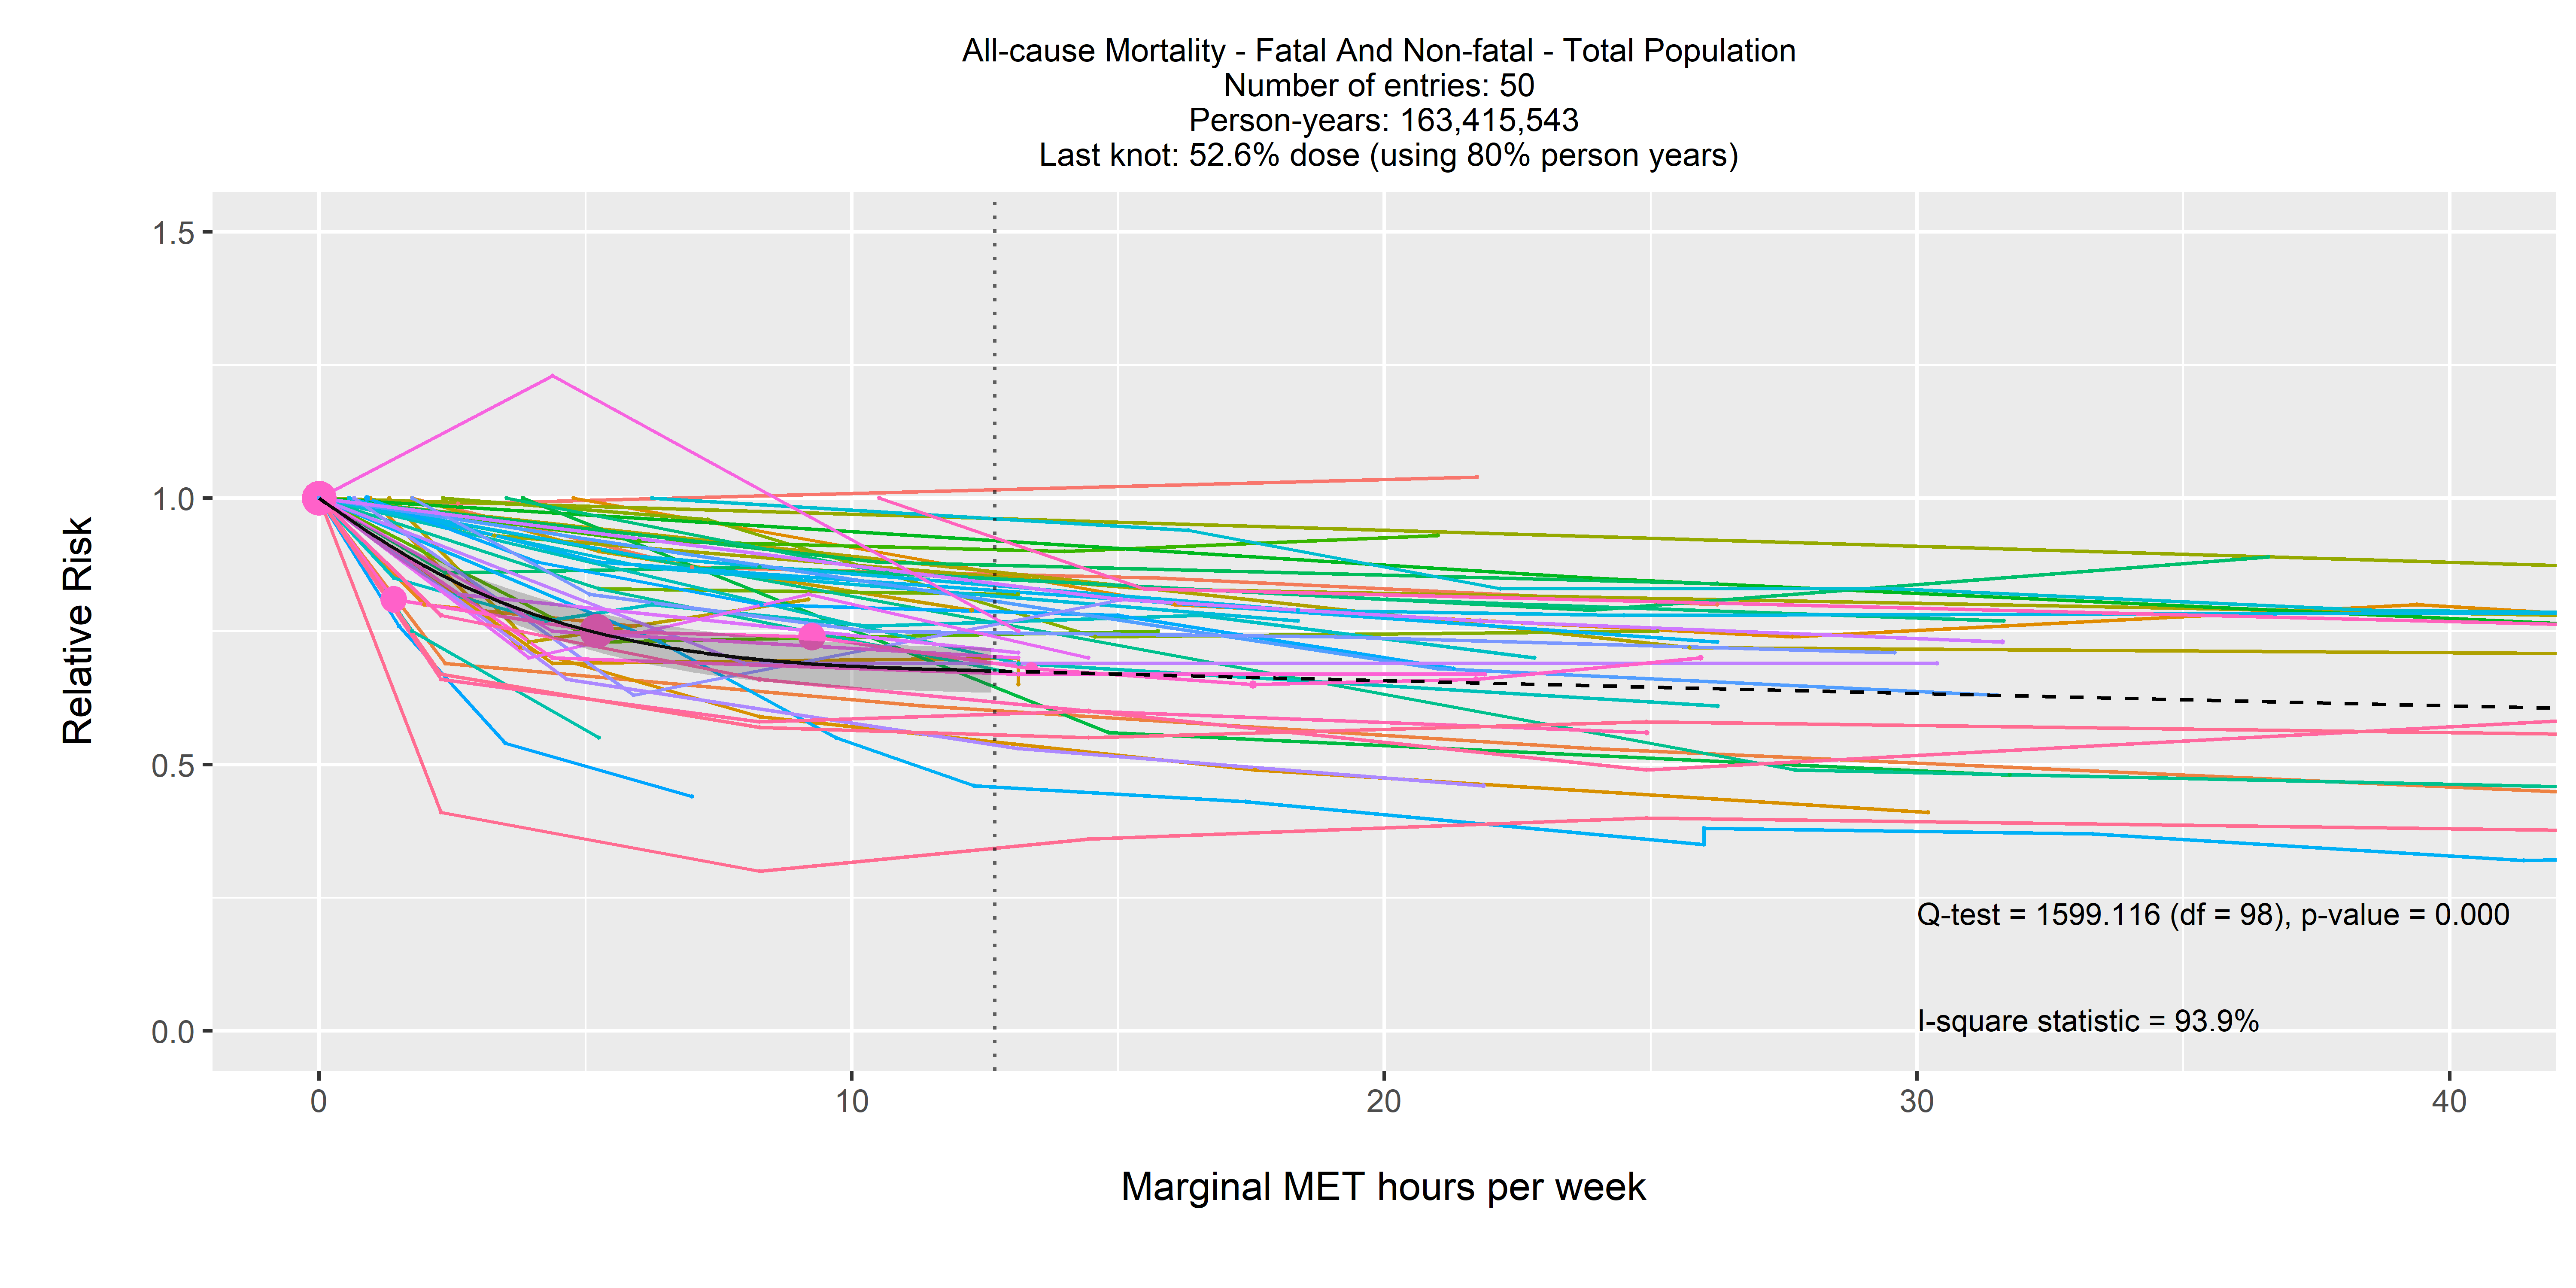 All-cause Mortality - Fatal And Non-fatal - Total Population
Number of entries: 50
Person-years: 163,415,543
Last knot: 52.6% dose (using 80% person years)
1.5
1.0
0.5
0.0
Relative Risk
Q-test = 1599.116 (df = 98), p-value = 0.000
I-square statistic = 93.9%
0 10 20 30 40
Marginal MET hours per week